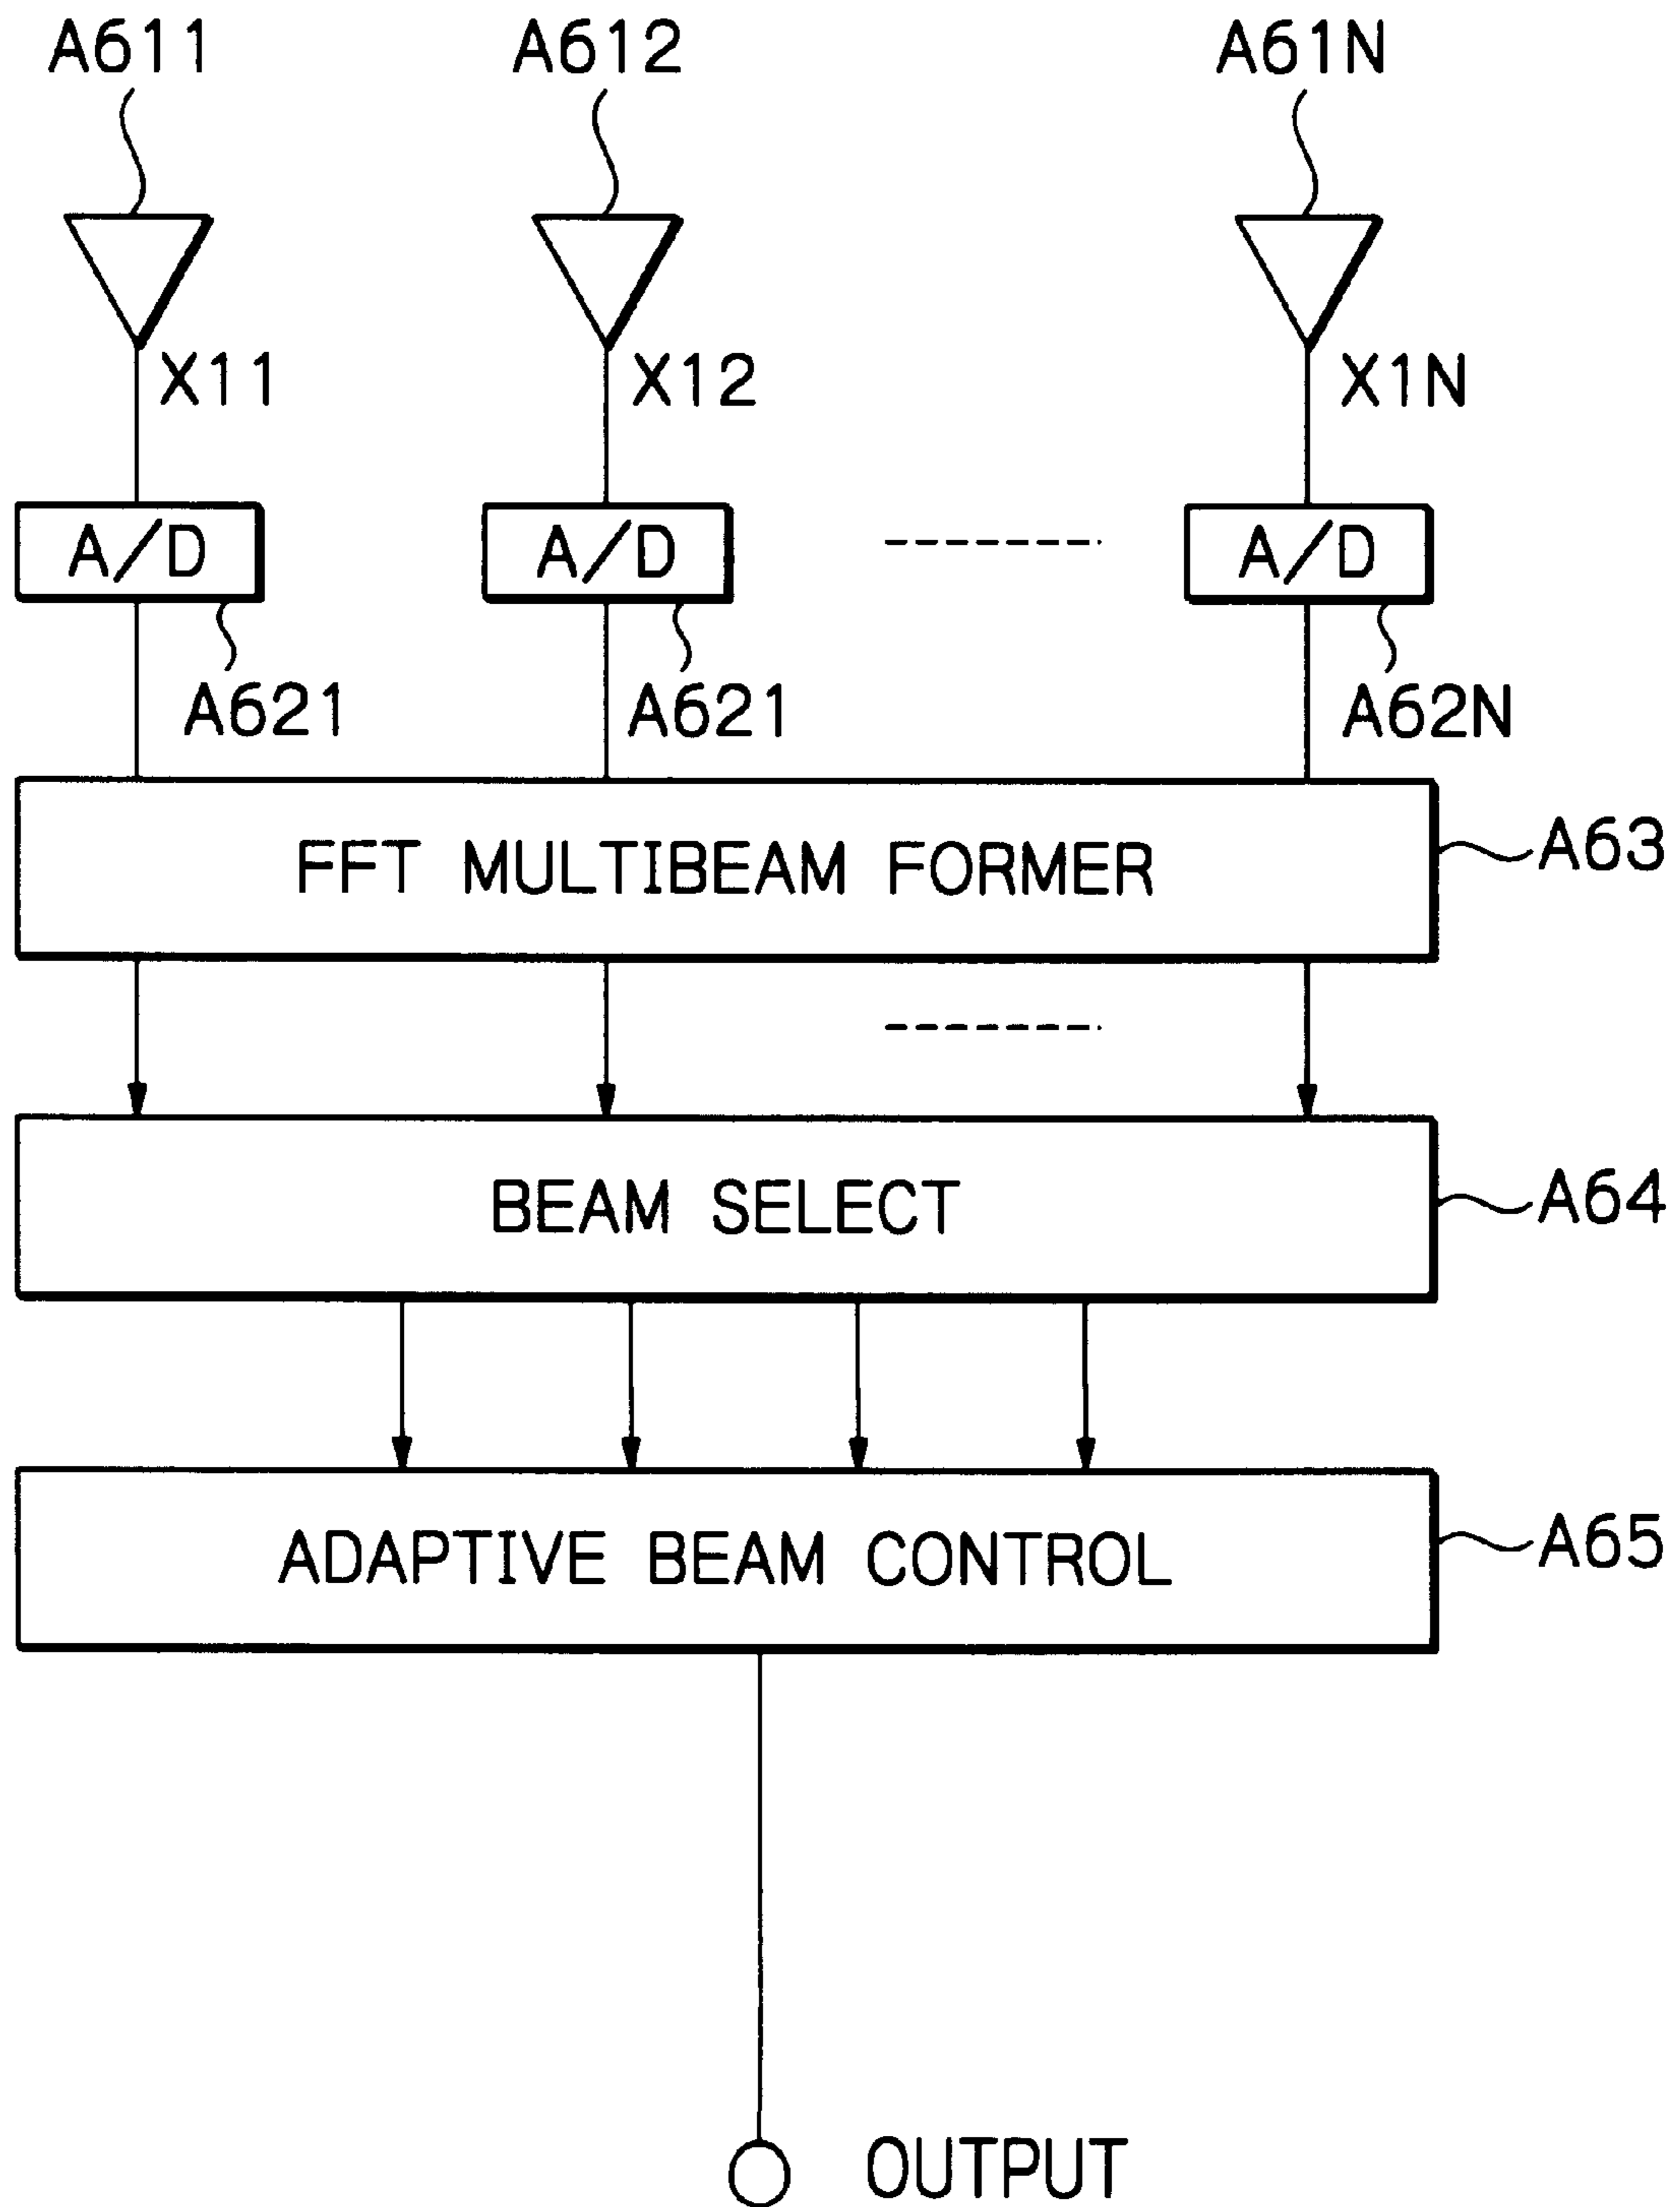 A611 A612 A61N
X11 X12 X1N
A/D A/D A/D
A621 A621 A62N
FFT MULTIBEAM FORMER A63
BEAM SELECT A64
ADAPTIVE BEAM CONTROL A65
OUTPUT